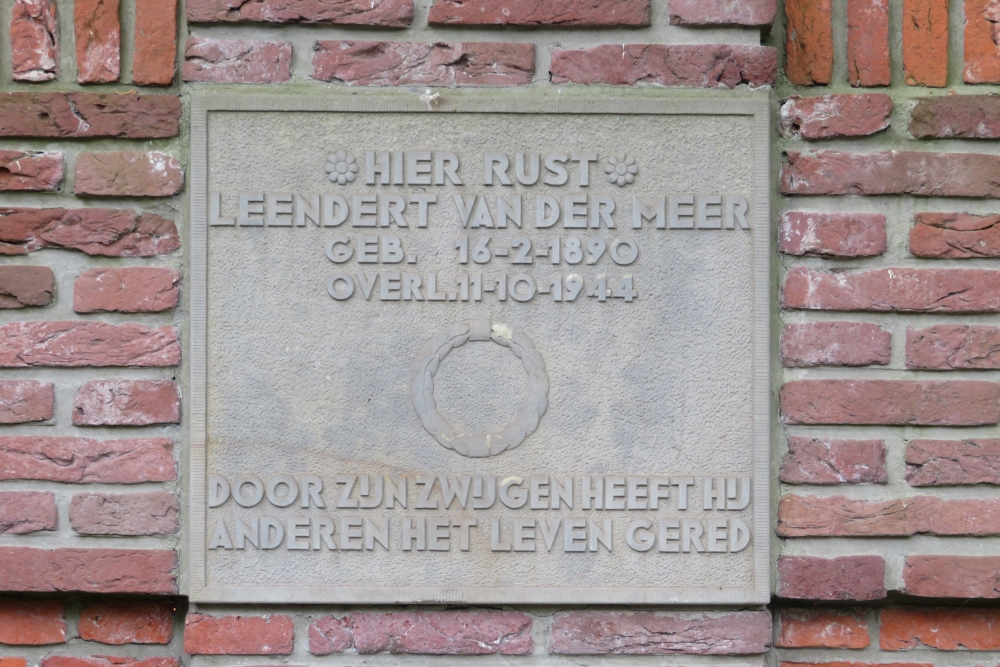 HIER RUST
LEENDERT VAN DER MEER
GEB. 16-2-1890
OVERL. 11-10-1944
DOOR ZIJN ZWIJGEN HEEFT HIJ
ANDEREN HET LEVEN GERED